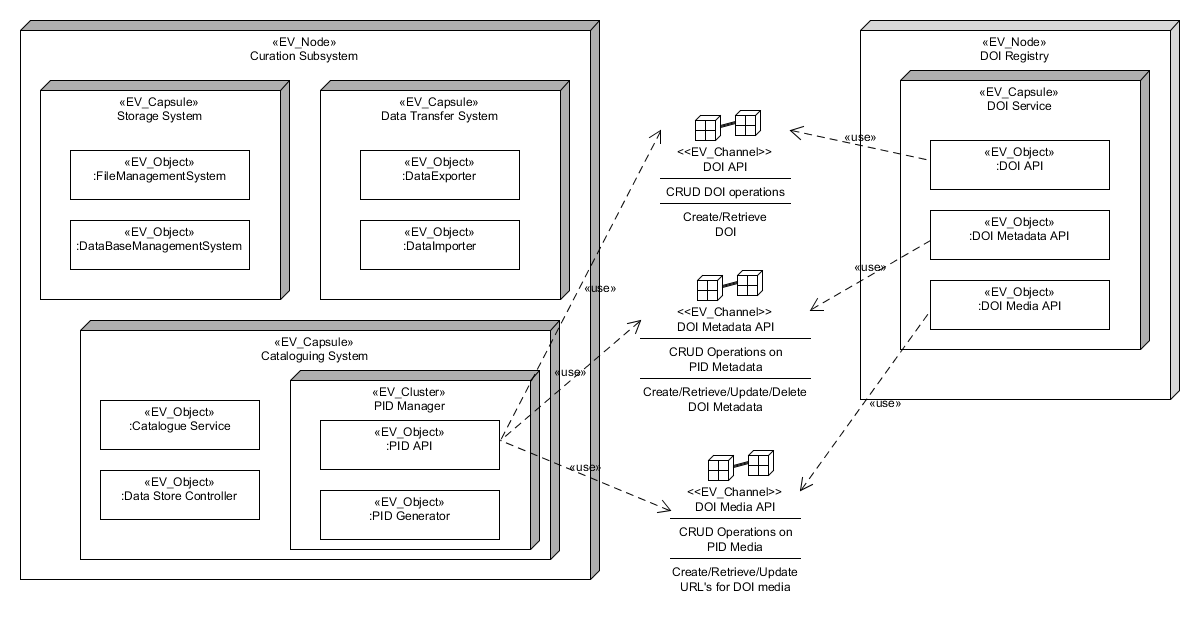 «EV_Node»
Curation Subsystem
«EV_Capsule»
Storage System
«EV_Object»
:FileManagementSystem
«EV_Object»
:DataBaseManagementSystem
«EV_Capsule»
Data Transfer System
«EV_Object»
:DataExporter
«EV_Object»
:DataImporter
«EV_Capsule»
Cataloguing System
«EV_Object»
:Catalogue Service
«EV_Object»
:Data Store Controller
«EV_Cluster»
PID Manager
«EV_Object»
:PID API
«EV_Object»
:PID Generator
«use»
«use»
«use»
<<EV_Channel>>
DOI API
CRUD DOI operations
Create/Retrieve
DOI
<<EV_Channel>>
DOI Metadata API
CRUD Operations on
PID Metadata
Create/Retrieve/Update/Delete
DOI Metadata
<<EV_Channel>>
DOI Media API
CRUD Operations on
PID Media
Create/Retrieve/Update
URL's for DOI media
«use»
«use»
«use»
«EV_Node»
DOI Registry
«EV_Capsule»
DOI Service
«EV_Object»
:DOI API
«EV_Object»
:DOI Metadata API
«EV_Object»
:DOI Media API